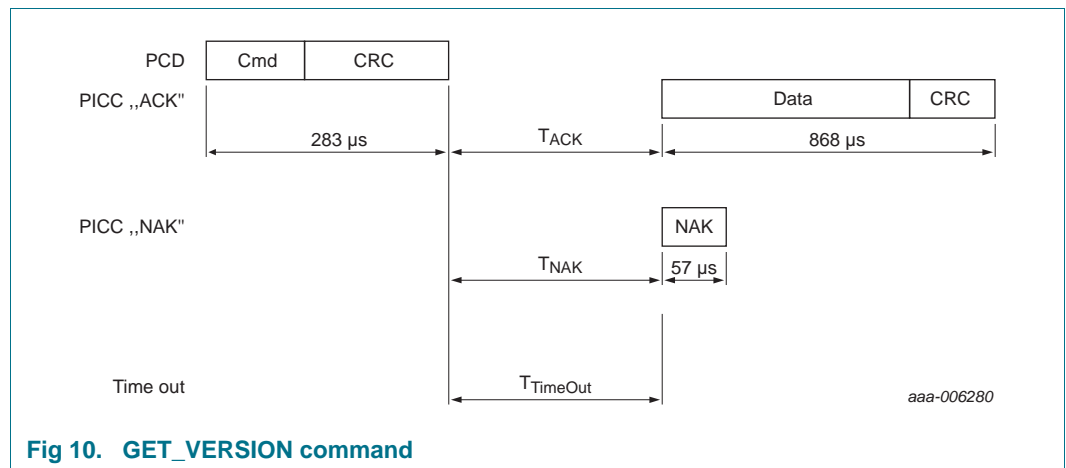 PCD Cmd CRC
PICC ,,ACK" Data CRC
283 µs TACK 868 µs
PICC ,,NAK" NAK
TNAK 57 µs
Time out TTimeOut aaa-006280
Fig 10. GET_VERSION command